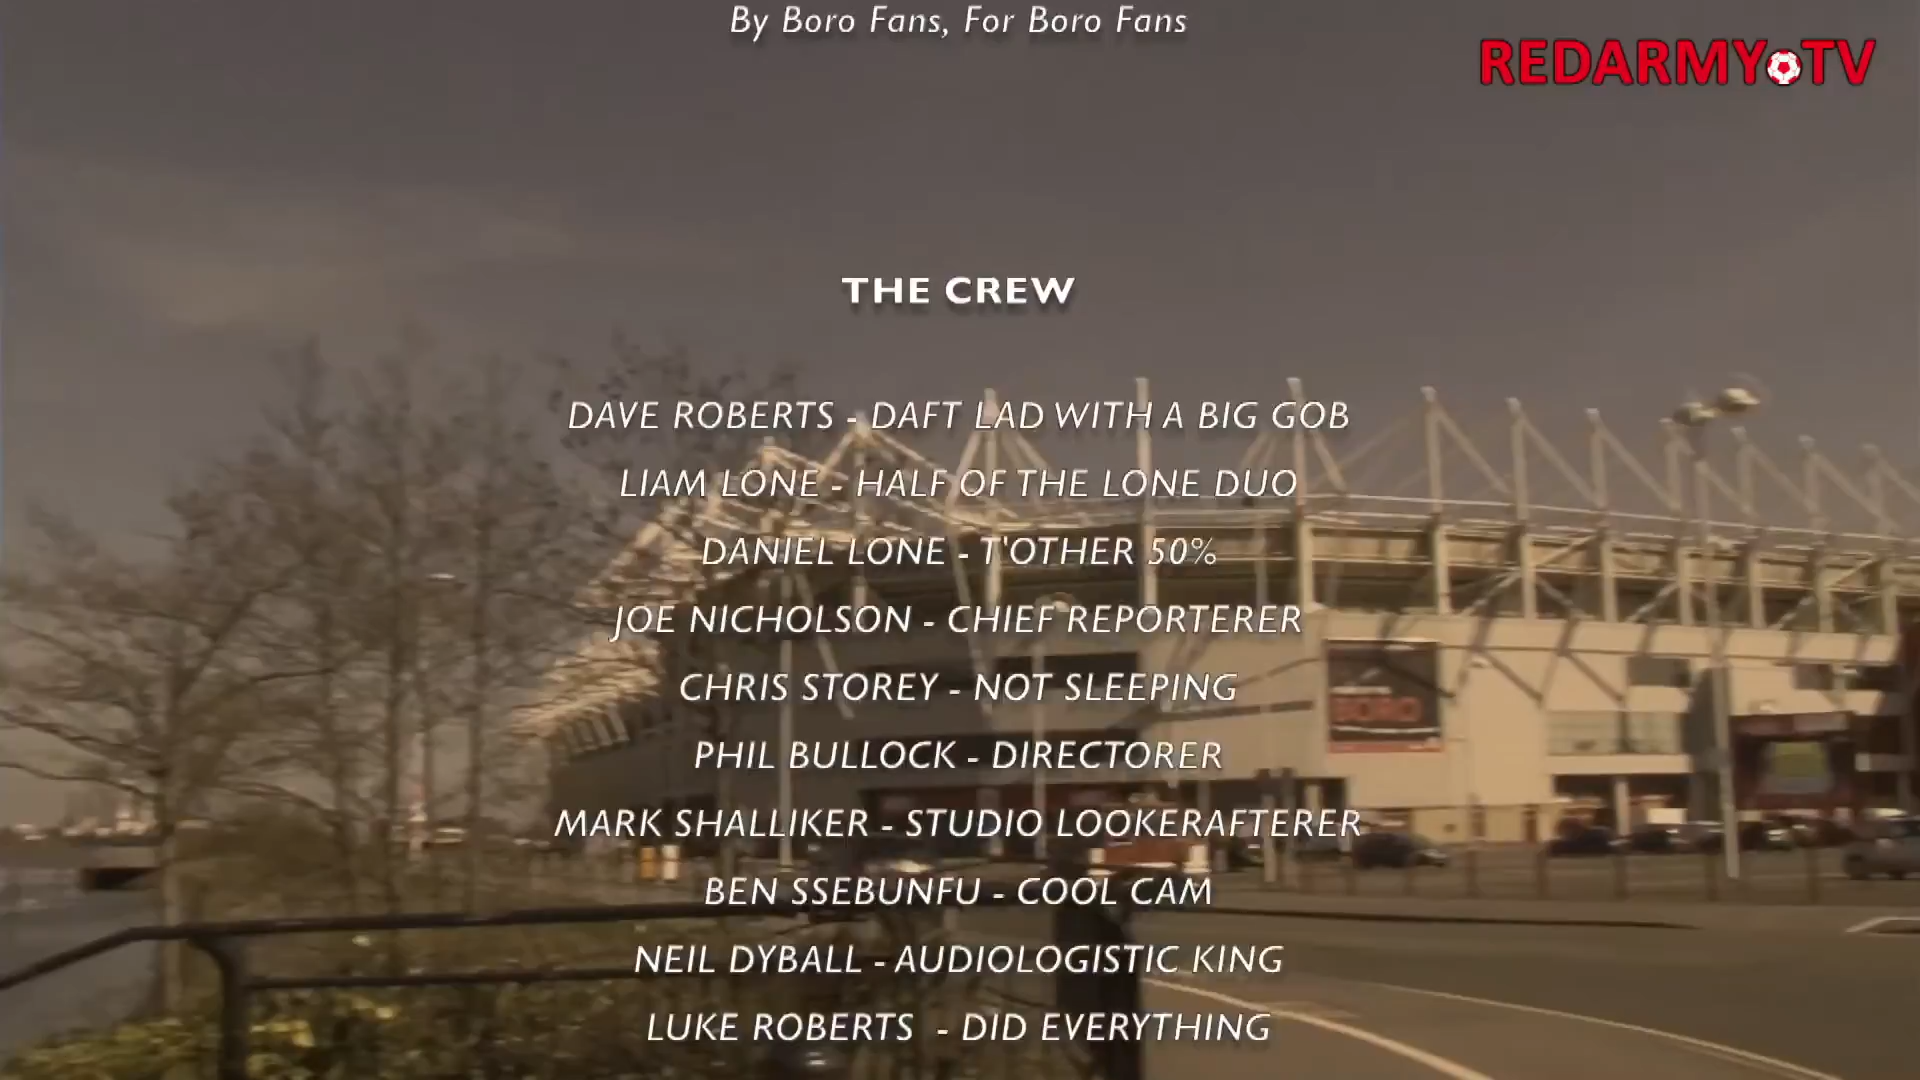 By Boro Fans, For Boro Fans
REDARMY TV
THE CREW
DAVE ROBERTS - DAFT LAD WITH A BIG GOB
LIAM LONE - HALF OF THE LONE DUO
DANIEL LONE - T'OTHER 50%
JOE NICHOLSON - CHIEF REPORTERER
CHRIS STOREY - NOT SLEEPING
PHIL BULLOCK - DIRECTORER
MARK SHALLIKER - STUDIO LOOKERAFTERER
BEN SSEBUNFU - COOL CAM
NEIL DYBALL - AUDIOLOGISTIC KING
LUKE ROBERTS - DID EVERYTHING
BORO